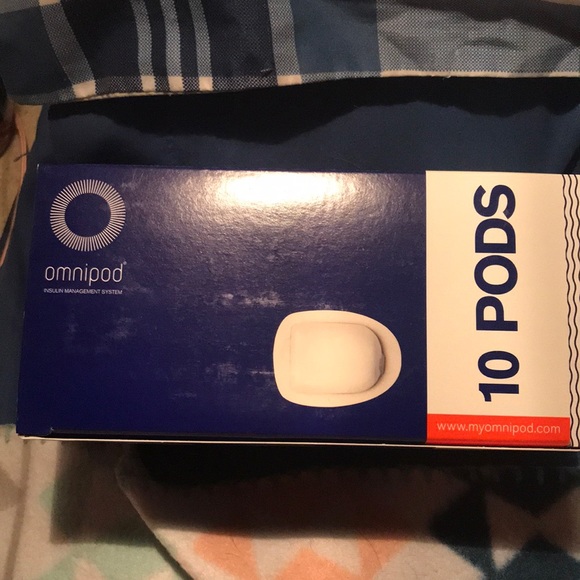 omnipod®
INSULIN MANAGEMENT SYSTEM
10 PODS
www.myomnipod.com